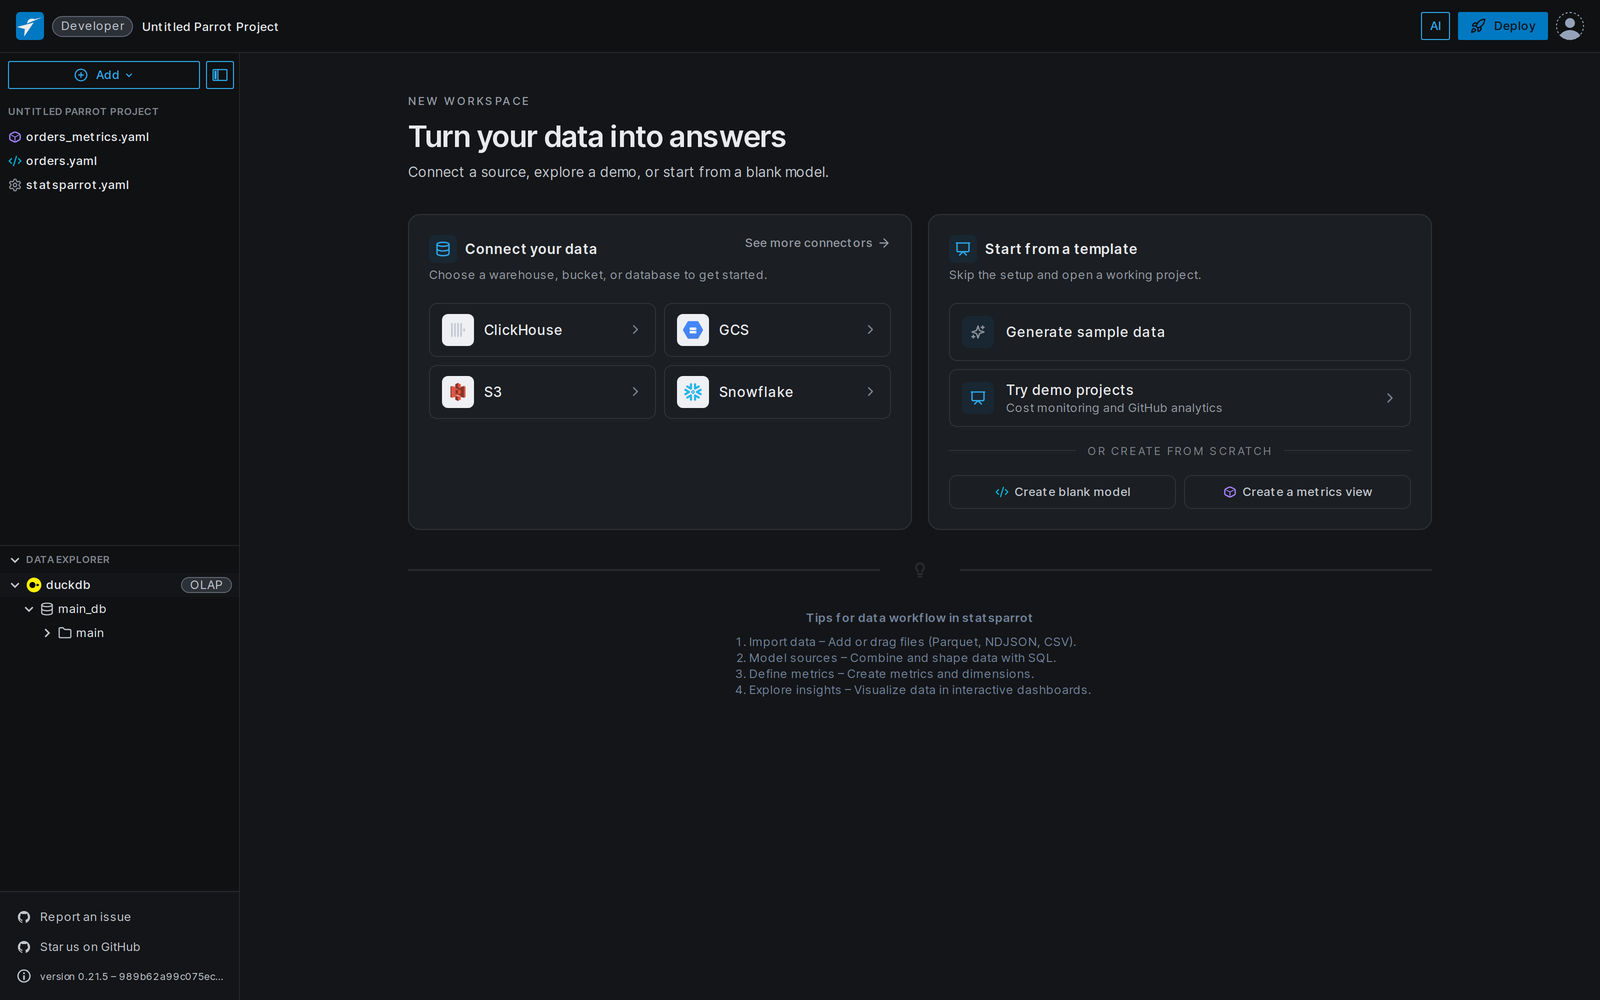 Developer
Untitled Parrot Project
AI
Deploy
Add
UNTITLED PARROT PROJECT
orders_metrics.yaml
orders.yaml
statsparrot.yaml
NEW WORKSPACE
Turn your data into answers
Connect a source, explore a demo, or start from a blank model.
Connect your data
See more connectors
Choose a warehouse, bucket, or database to get started.
ClickHouse
GCS
S3
Snowflake
Start from a template
Skip the setup and open a working project.
Generate sample data
Try demo projects
Cost monitoring and GitHub analytics
OR CREATE FROM SCRATCH
Create blank model
Create a metrics view
Tips for data workflow in statsparrot
1. Import data – Add or drag files (Parquet, NDJSON, CSV).
2. Model sources – Combine and shape data with SQL.
3. Define metrics – Create metrics and dimensions.
4. Explore insights – Visualize data in interactive dashboards.
DATA EXPLORER
duckdb
OLAP
main_db
main
Report an issue
Star us on GitHub
version 0.21.5 – 989b62a99c075ec...